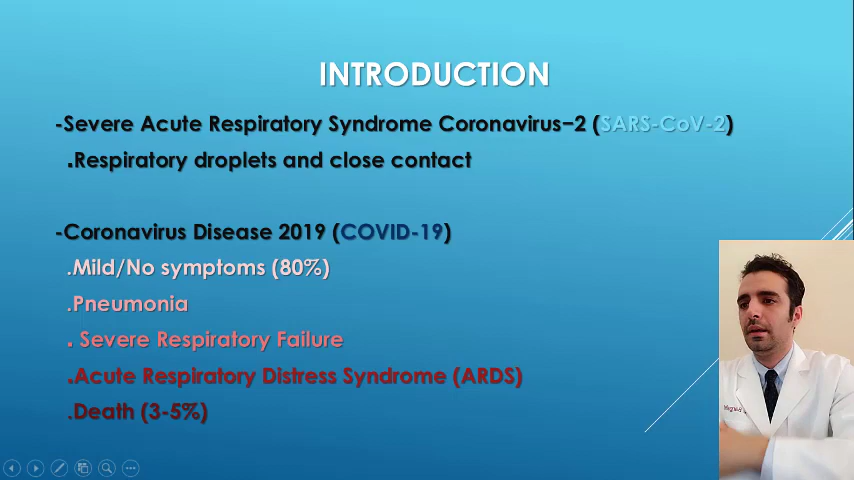 INTRODUCTION
-Severe Acute Respiratory Syndrome Coronavirus−2 (SARS-CoV-2)
.Respiratory droplets and close contact
-Coronavirus Disease 2019 (COVID-19)
.Mild/No symptoms (80%)
.Pneumonia
. Severe Respiratory Failure
.Acute Respiratory Distress Syndrome (ARDS)
.Death (3-5%)